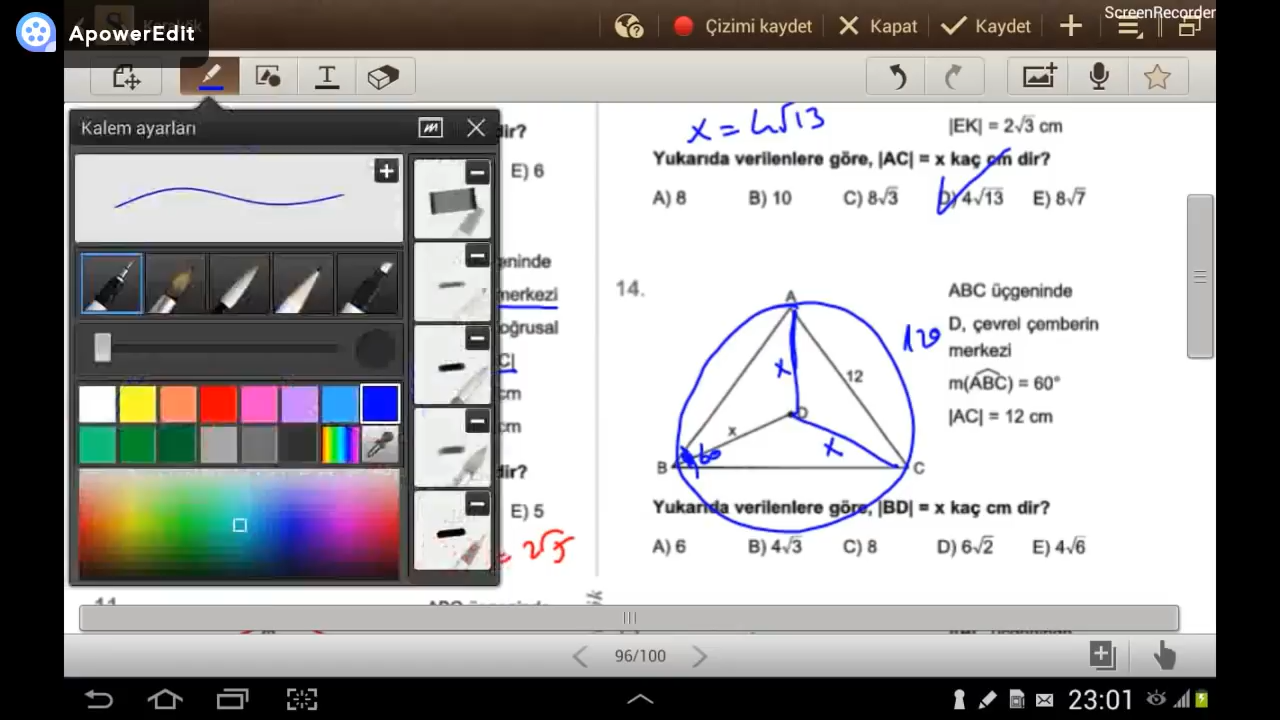 ScreenRecorder
ApowerEdit
Çizimi kaydet
Kapat
Kaydet
T
Kalem ayarları
dir?
E) 6
merkezi
C|
cm
cm
dir?
E) 5
= 2√5
x = 4√13
|EK| = 2√3 cm
Yukarıda verilenlere göre, |AC| = x kaç cm dir?
A) 8 B) 10 C) 8√3 D) 4√13 E) 8√7
14.
A
x
12
120
D
x
x
60
B
C
ABC üçgeninde
D, çevrel çemberin
merkezi
m(ABC) = 60°
|AC| = 12 cm
Yukarıda verilenlere göre, |BD| = x kaç cm dir?
A) 6 B) 4√3 C) 8 D) 6√2 E) 4√6
96/100
23:01